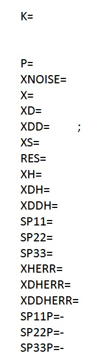 K=
P=
XNOISE=
X=
XD=
XDD= ;
XS=
RES=
XH=
XDH=
XDDH=
SP11=
SP22=
SP33=
XHERR=
XDHERR=
XDDHERR=
SP11P=-
SP22P=-
SP33P=-